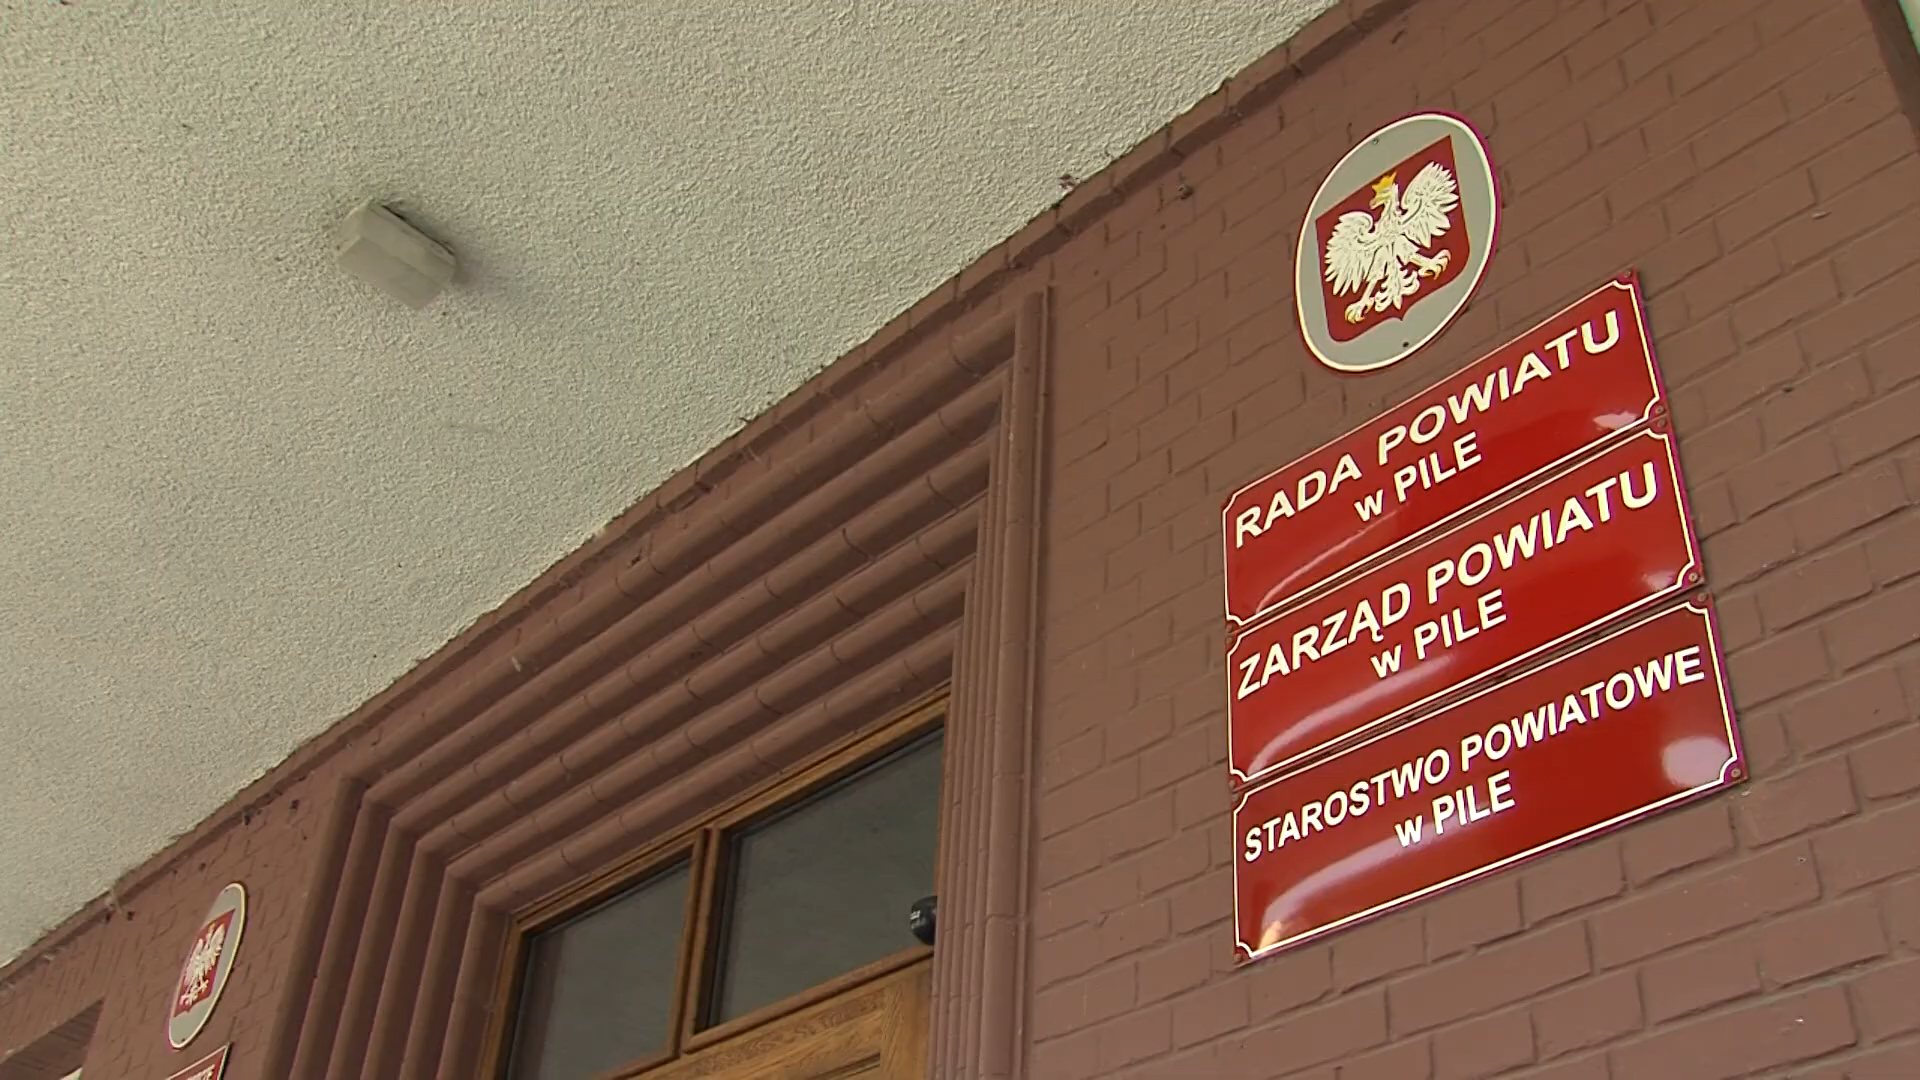 RADA POWIATU
w PILE
ZARZĄD POWIATU
w PILE
STAROSTWO POWIATOWE
w PILE